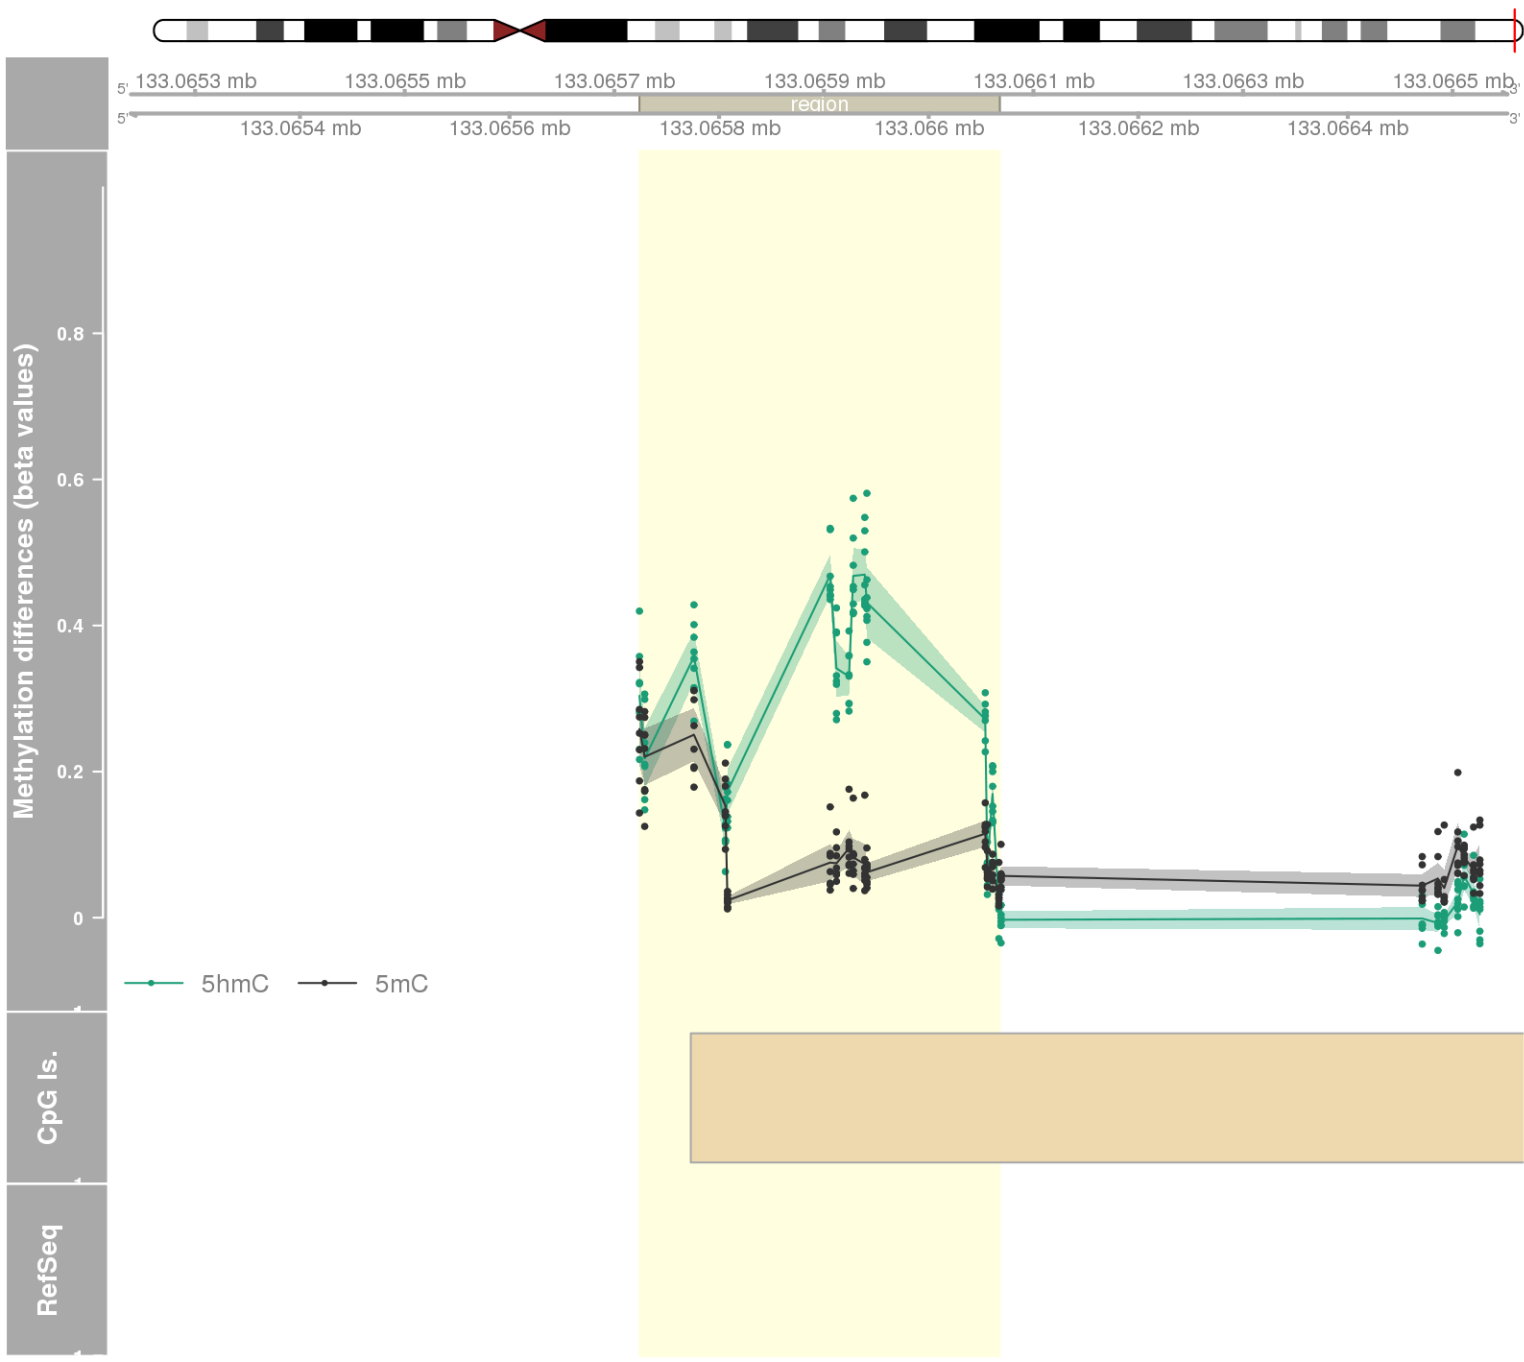 133.0653 mb 133.0655 mb 133.0657 mb 133.0659 mb 133.0661 mb 133.0663 mb 133.0665 mb
5' 3'
region
5' 3'
133.0654 mb 133.0656 mb 133.0658 mb 133.066 mb 133.0662 mb 133.0664 mb
Methylation differences (beta values)
0.8
0.6
0.4
0.2
0
5hmC 5mC
CpG Is.
RefSeq